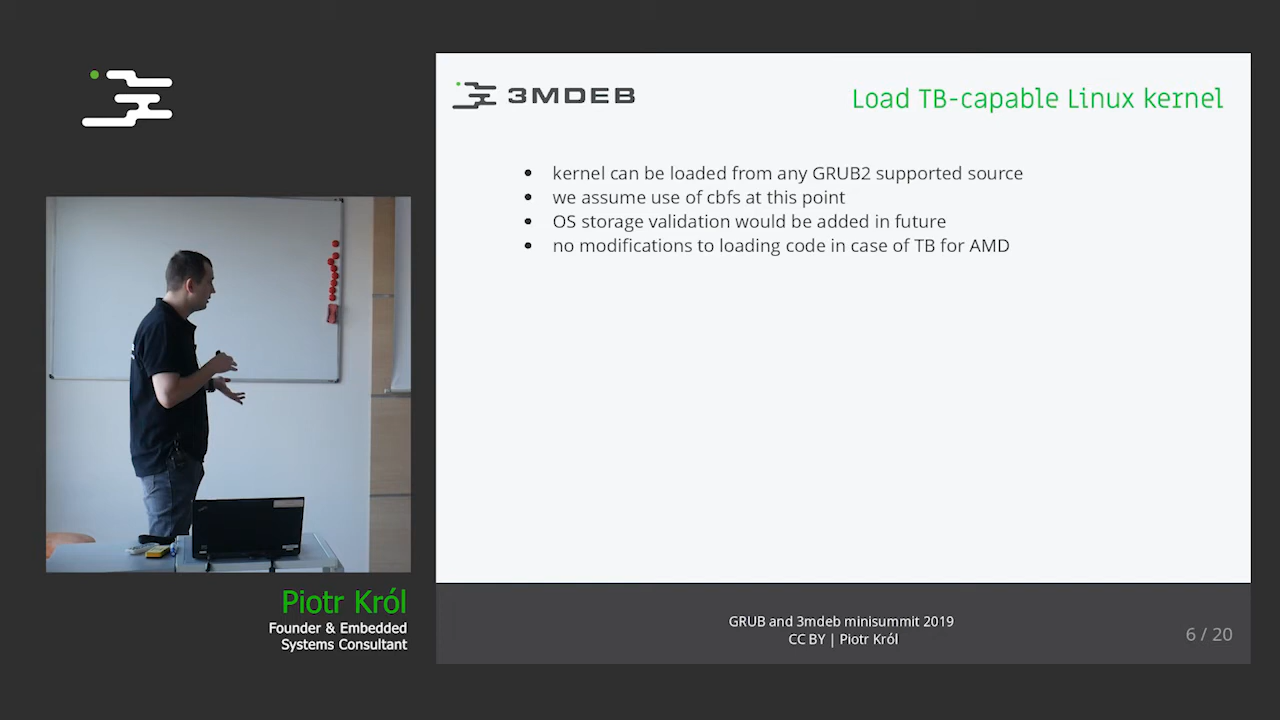 3MDEB
Load TB-capable Linux kernel
kernel can be loaded from any GRUB2 supported source
we assume use of cbfs at this point
OS storage validation would be added in future
no modifications to loading code in case of TB for AMD
Piotr Król
Founder & Embedded
Systems Consultant
GRUB and 3mdeb minisummit 2019
CC BY | Piotr Król
6 / 20